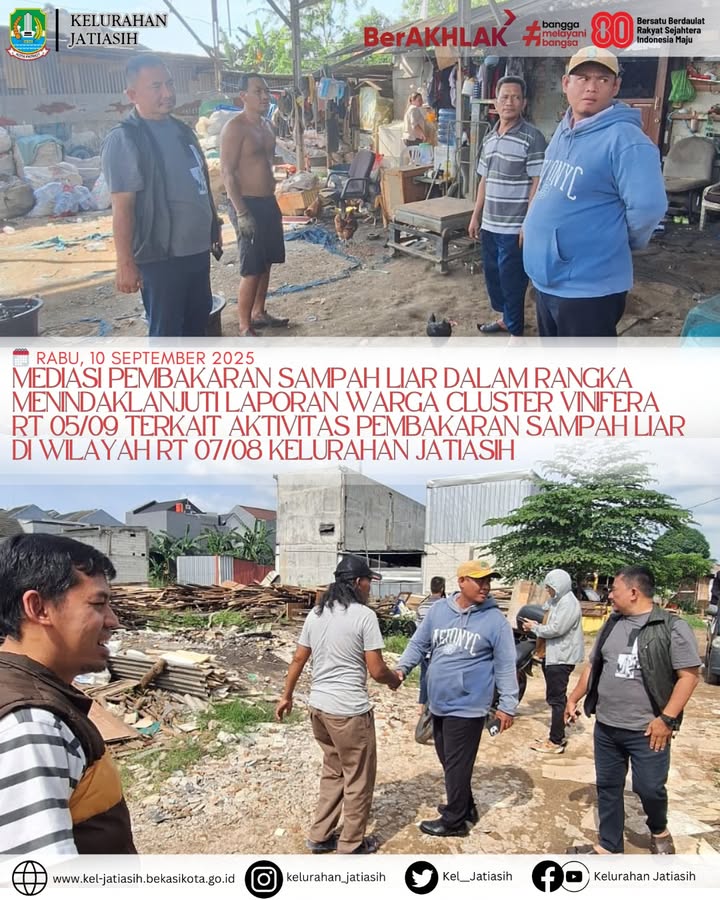 KELURAHAN
JATIASIH
BerAKHLAK
#bangga
melayani
bangsa
80
Bersatu Berdaulat
Rakyat Sejahtera
Indonesia Maju
RABU, 10 SEPTEMBER 2025
MEDIASI PEMBAKARAN SAMPAH LIAR DALAM RANGKA
MENINDAKLANJUTI LAPORAN WARGA CLUSTER VINIFERA
RT 05/09 TERKAIT AKTIVITAS PEMBAKARAN SAMPAH LIAR
DI WILAYAH RT 07/08 KELURAHAN JATIASIH
www.kel-jatiasih.bekasikota.go.id
kelurahan_jatiasih
Kel__Jatiasih
Kelurahan Jatiasih